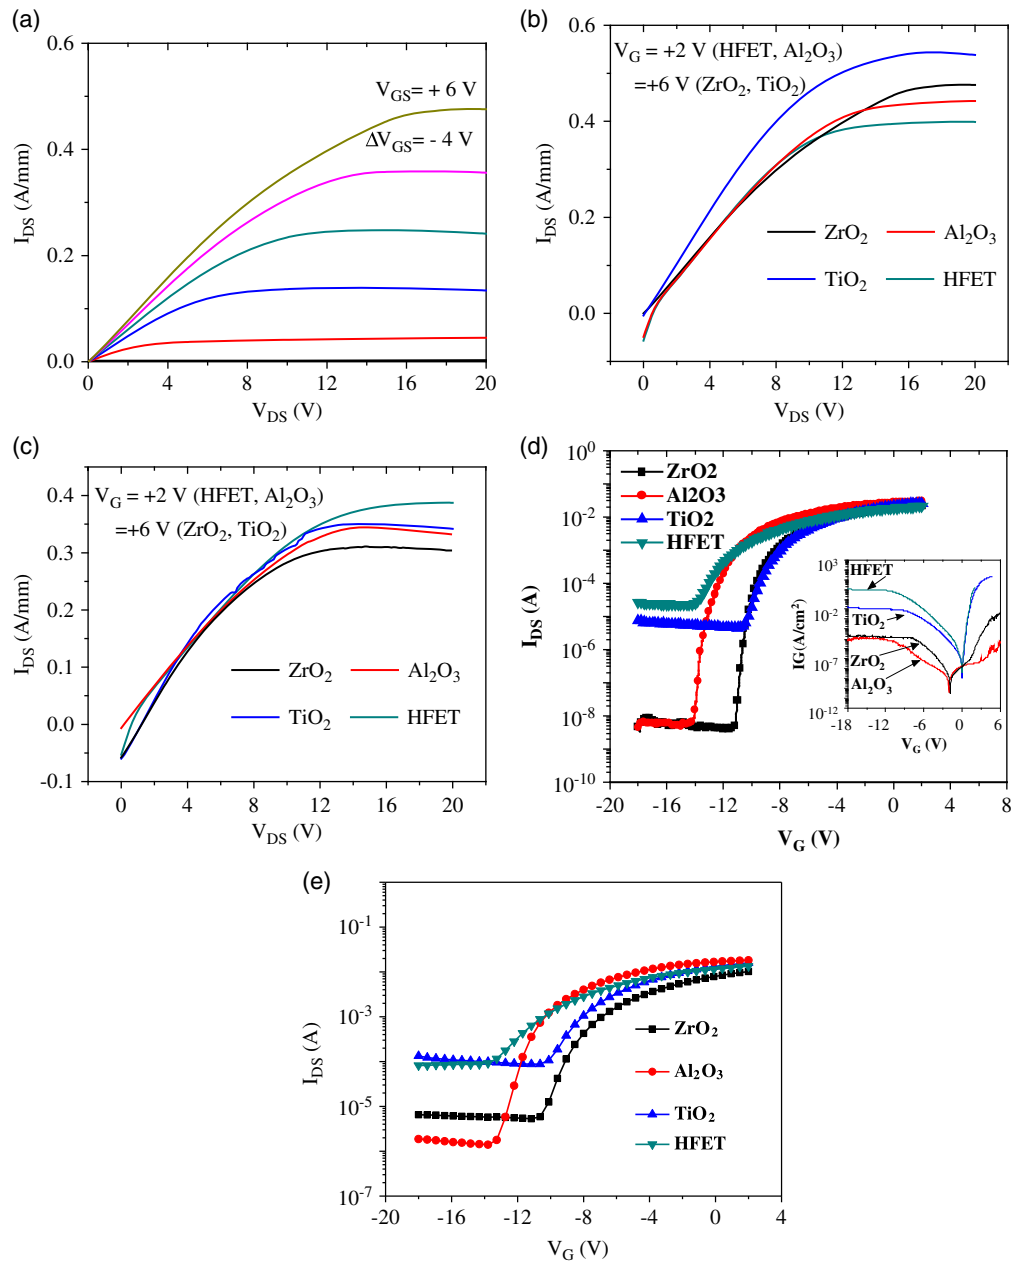 (a)
0.6
0.4
0.2
0.0
I_DS (A/mm)
V_GS= + 6 V
ΔV_GS= - 4 V
0 4 8 12 16 20
V_DS (V)
(b)
0.6
0.4
0.2
0.0
I_DS (A/mm)
V_G = +2 V (HFET, Al₂O₃)
=+6 V (ZrO₂, TiO₂)
ZrO₂ Al₂O₃
TiO₂ HFET
0 4 8 12 16 20
V_DS (V)
(c)
0.4
0.3
0.2
0.1
0.0
-0.1
I_DS (A/mm)
V_G = +2 V (HFET, Al₂O₃)
=+6 V (ZrO₂, TiO₂)
ZrO₂ Al₂O₃
TiO₂ HFET
0 4 8 12 16 20
V_DS (V)
(d)
10⁰
10⁻²
10⁻⁴
10⁻⁶
10⁻⁸
10⁻¹⁰
I_DS (A)
ZrO2
Al2O3
TiO2
HFET
-20 -16 -12 -8 -4 0 4 8
V_G (V)
10³
10⁻²
10⁻⁷
10⁻¹²
IG(A/cm²)
HFET
TiO₂
ZrO₂
Al₂O₃
-18 -12 -6 0 6
V_G (V)
(e)
10⁻¹
10⁻³
10⁻⁵
10⁻⁷
I_DS (A)
ZrO₂
Al₂O₃
TiO₂
HFET
-20 -16 -12 -8 -4 0 4
V_G (V)